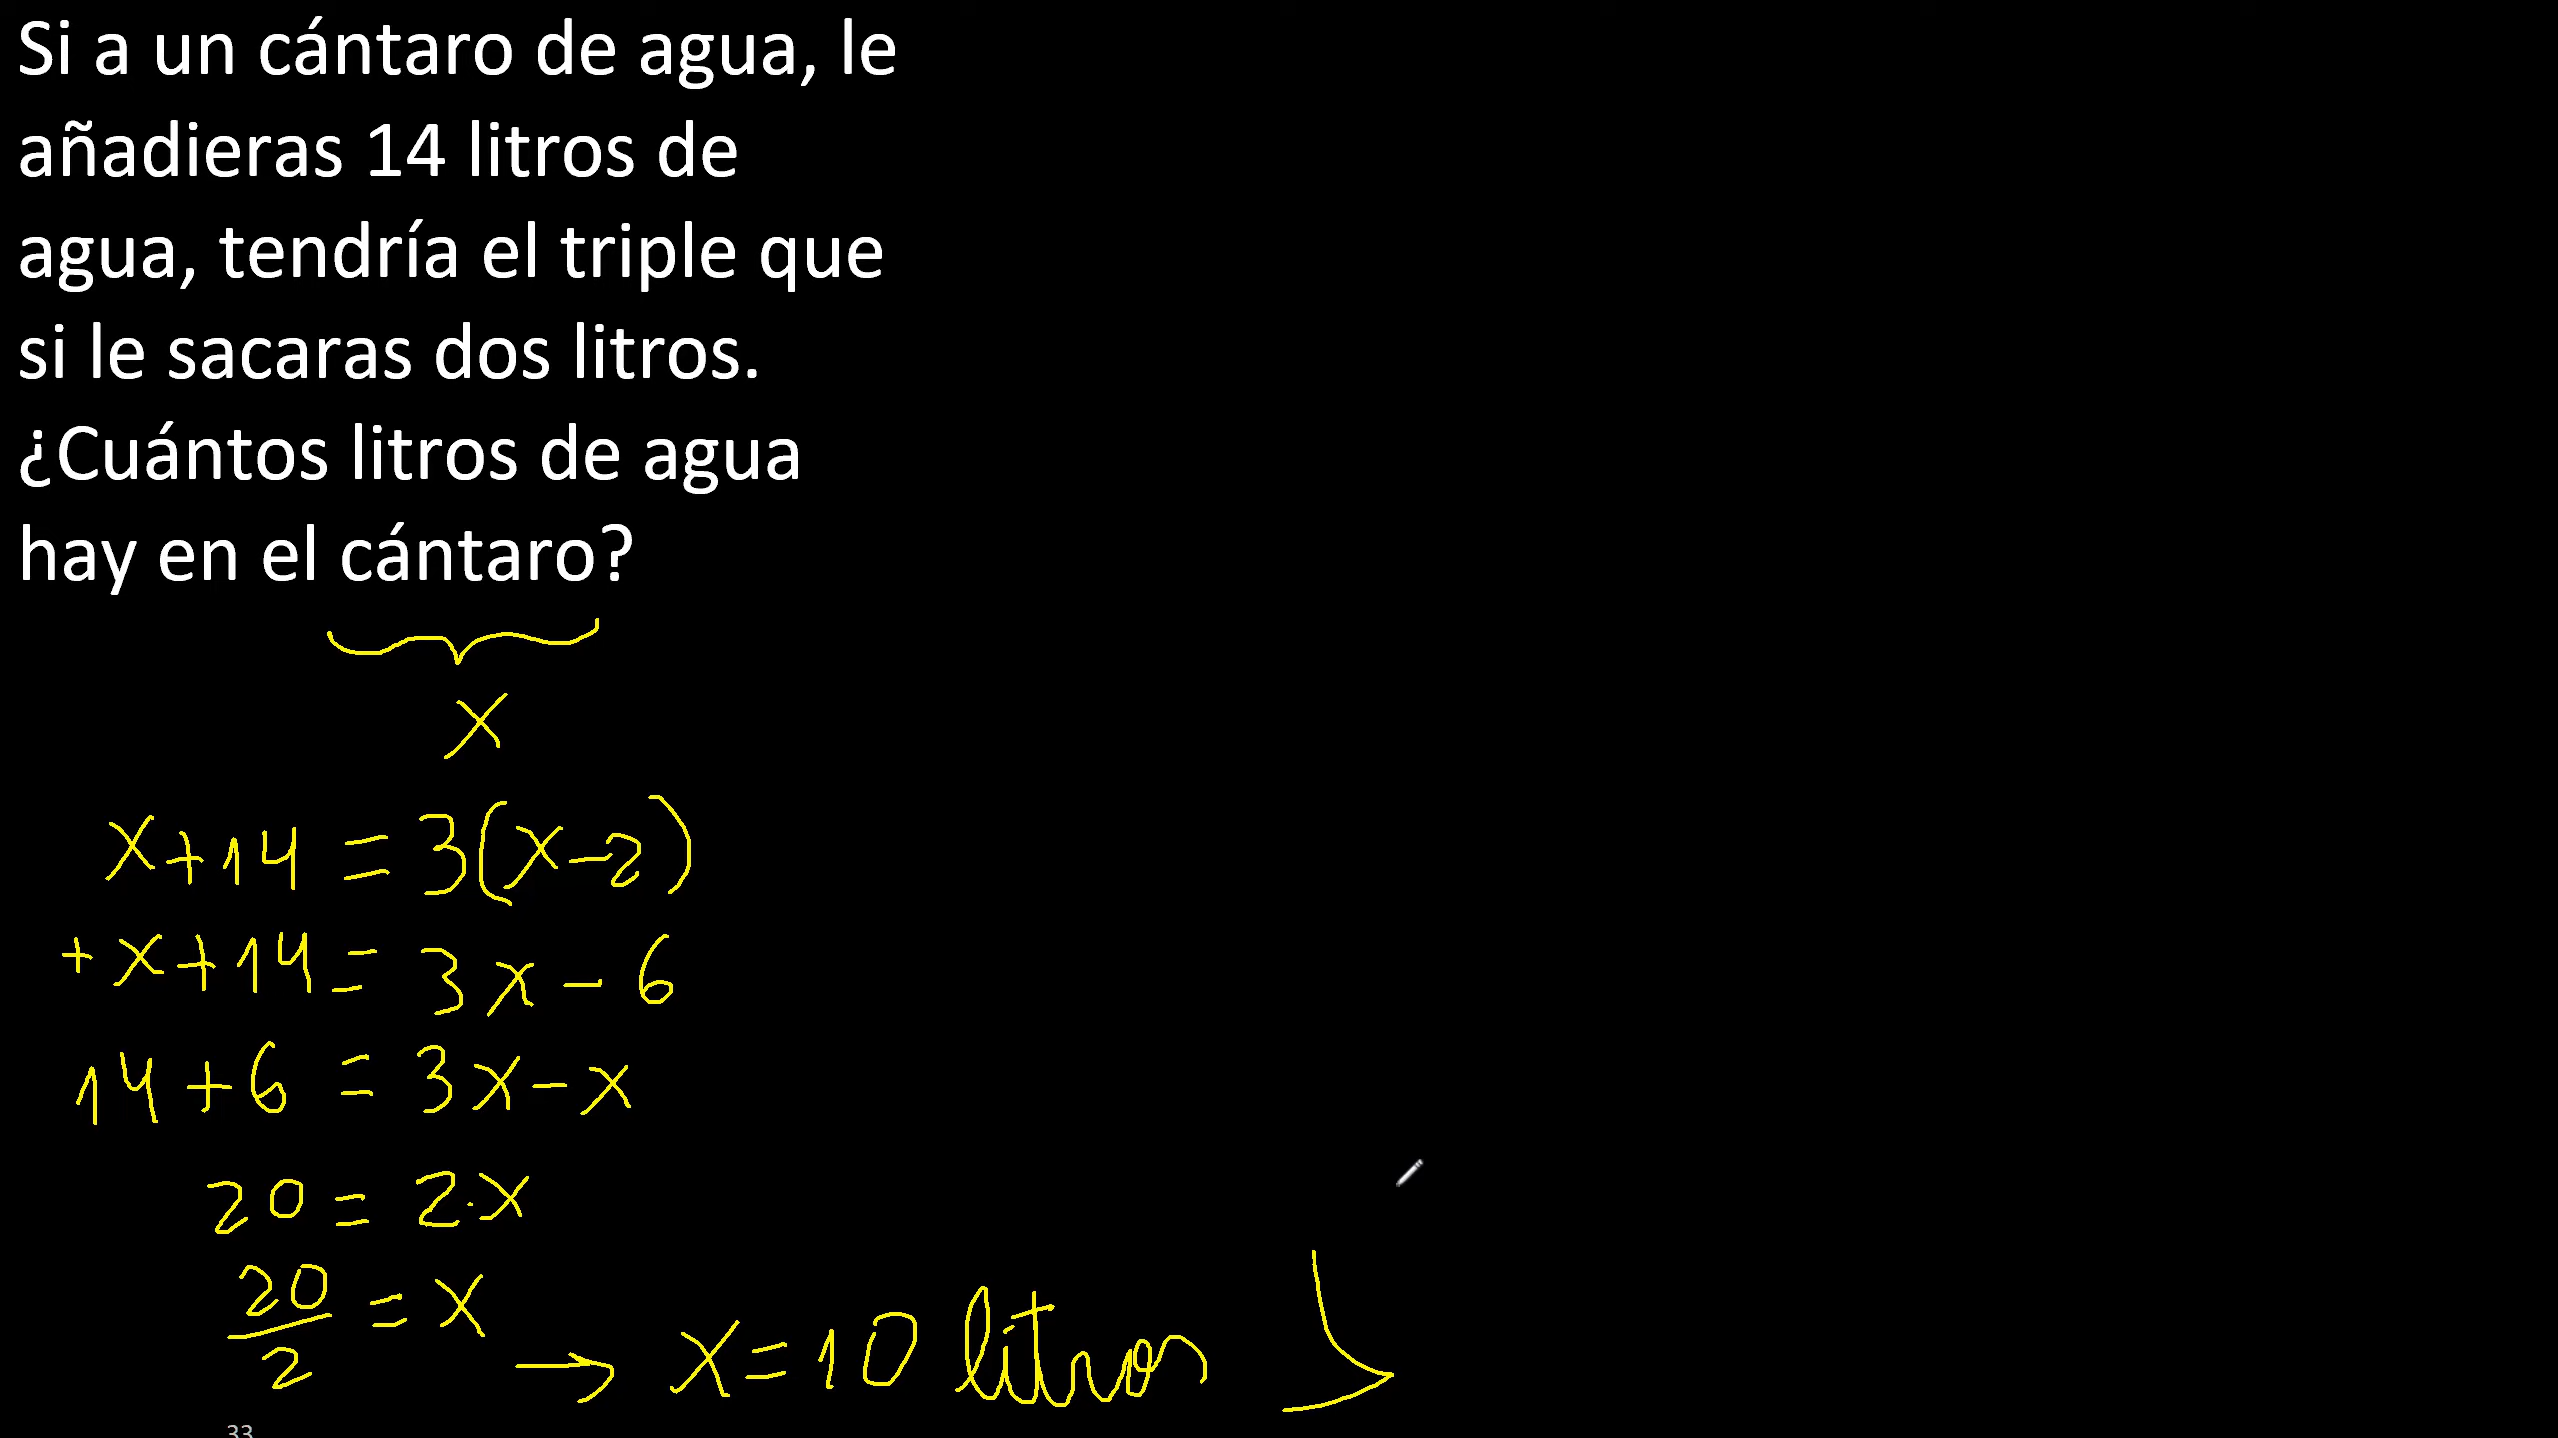 Si a un cántaro de agua, le
añadieras 14 litros de
agua, tendría el triple que
si le sacaras dos litros.
¿Cuántos litros de agua
hay en el cántaro?
x
x+14 = 3(x-2)
+x+14 = 3x - 6
14+6 = 3x - x
20 = 2·x
20/2 = x → x = 10 litros
33